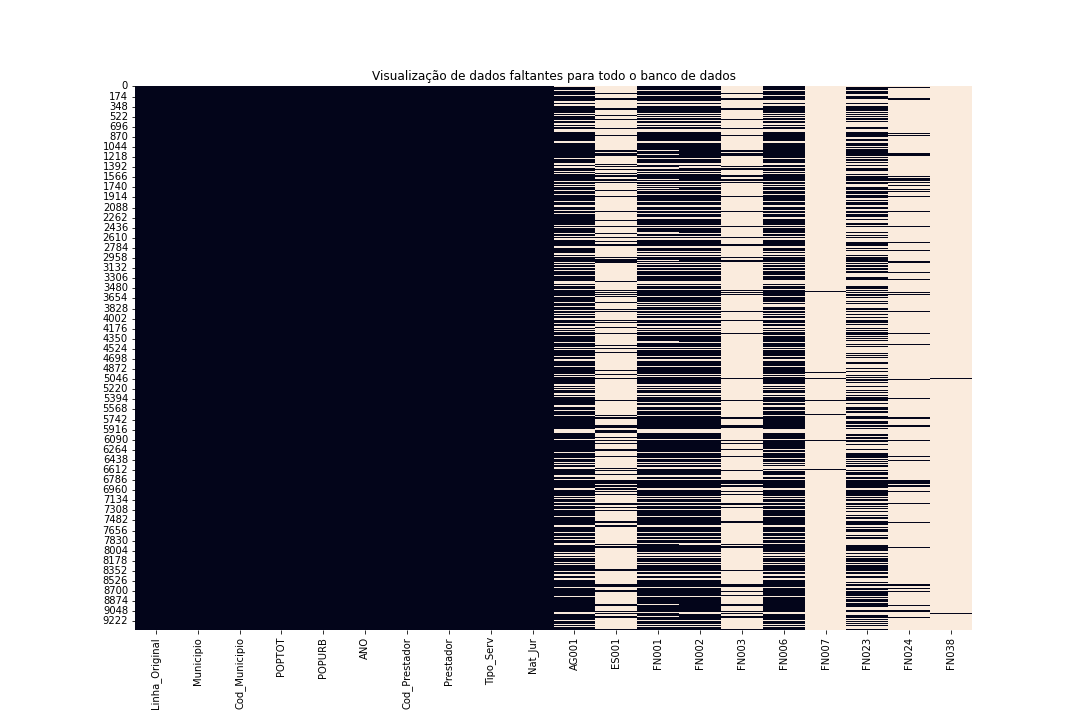 Visualização de dados faltantes para todo o banco de dados
0
174
348
522
696
870
1044
1218
1392
1566
1740
1914
2088
2262
2436
2610
2784
2958
3132
3306
3480
3654
3828
4002
4176
4350
4524
4698
4872
5046
5220
5394
5568
5742
5916
6090
6264
6438
6612
6786
6960
7134
7308
7482
7656
7830
8004
8178
8352
8526
8700
8874
9048
9222
Linha_Original
Municipio
Cod_Municipio
POPTOT
POPURB
ANO
Cod_Prestador
Prestador
Tipo_Serv
Nat_Jur
AG001
ES001
FN001
FN002
FN003
FN006
FN007
FN023
FN024
FN038